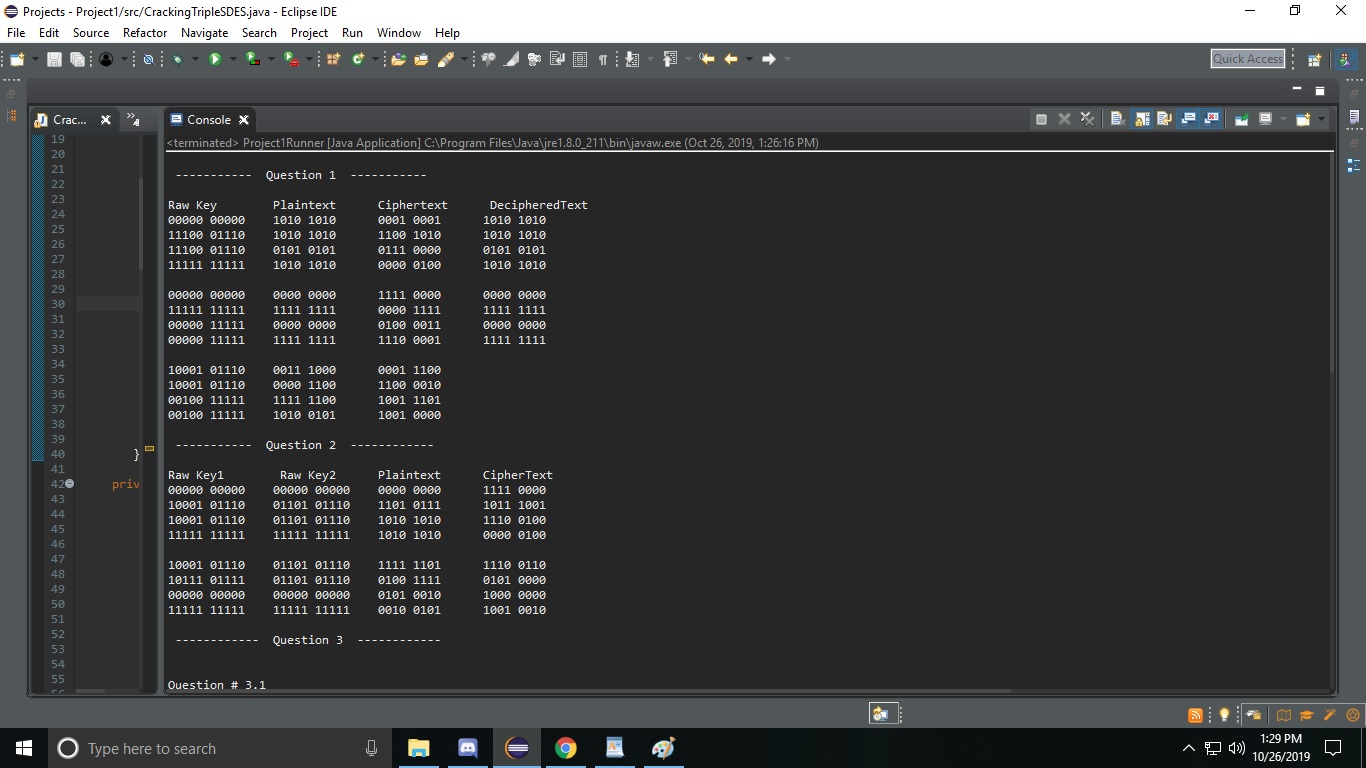 Projects - Project1/src/CrackingTripleSDES.java - Eclipse IDE
File Edit Source Refactor Navigate Search Project Run Window Help
Quick Access
Crac... 4 Console
<terminated> Project1Runner [Java Application] C:\Program Files\Java\jre1.8.0_211\bin\javaw.exe (Oct 26, 2019, 1:26:16 PM)
19
20
21
22
23
24
25
26
27
28
29
30
31
32
33
34
35
36
37
38
39
40 }
41
42 priv
43
44
45
46
47
48
49
50
51
52
53
54
55
56
----------- Question 1 -----------
Raw Key Plaintext Ciphertext DecipheredText
00000 00000 1010 1010 0001 0001 1010 1010
11100 01110 1010 1010 1100 1010 1010 1010
11100 01110 0101 0101 0111 0000 0101 0101
11111 11111 1010 1010 0000 0100 1010 1010
00000 00000 0000 0000 1111 0000 0000 0000
11111 11111 1111 1111 0000 1111 1111 1111
00000 11111 0000 0000 0100 0011 0000 0000
00000 11111 1111 1111 1110 0001 1111 1111
10001 01110 0011 1000 0001 1100
10001 01110 0000 1100 1100 0010
00100 11111 1111 1100 1001 1101
00100 11111 1010 0101 1001 0000
----------- Question 2 ------------
Raw Key1 Raw Key2 Plaintext CipherText
00000 00000 00000 00000 0000 0000 1111 0000
10001 01110 01101 01110 1101 0111 1011 1001
10001 01110 01101 01110 1010 1010 1110 0100
11111 11111 11111 11111 1010 1010 0000 0100
10001 01110 01101 01110 1111 1101 1110 0110
10111 01111 01101 01110 0100 1111 0101 0000
00000 00000 00000 00000 0101 0010 1000 0000
11111 11111 11111 11111 0010 0101 1001 0010
------------ Question 3 ------------
Question # 3.1
Type here to search
1:29 PM
10/26/2019